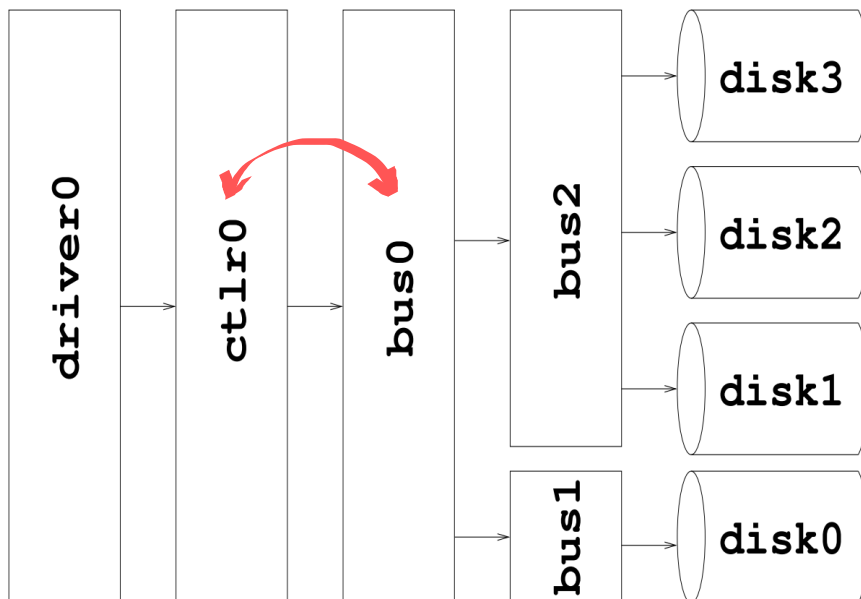 driver0
ctlr0
bus0
bus2
bus1
disk3
disk2
disk1
disk0